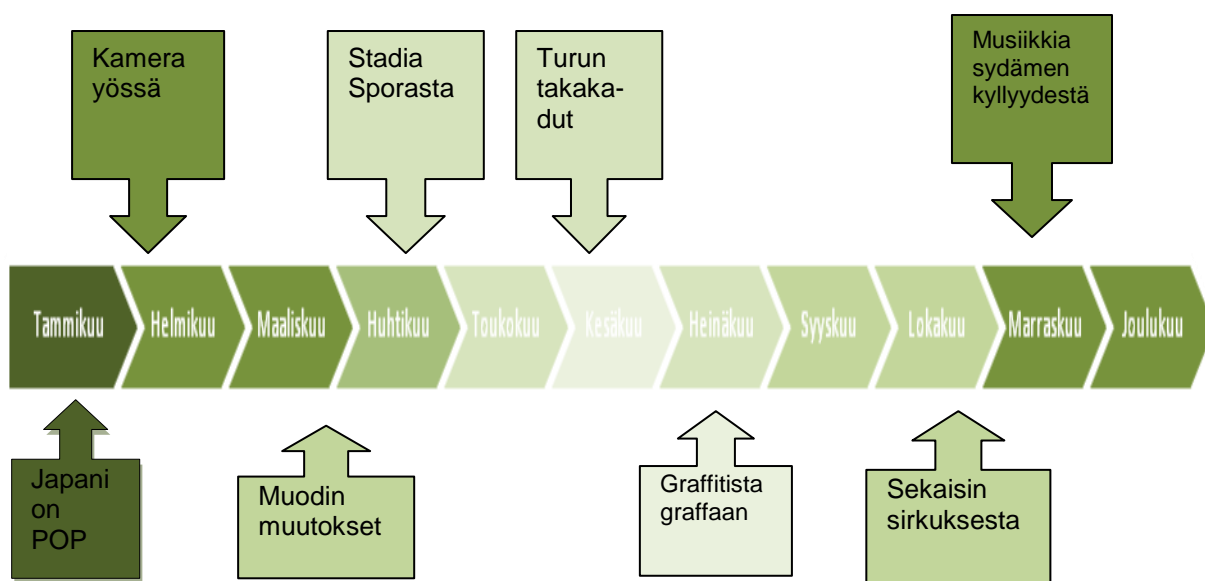 Kamera
yössä
Stadia
Sporasta
Turun
takaka-
dut
Musiikkia
sydämen
kyllyydestä
Tammikuu
Helmikuu
Maaliskuu
Huhtikuu
Toukokuu
Kesäkuu
Heinäkuu
Syyskuu
Lokakuu
Marraskuu
Joulukuu
Japani
on
POP
Muodin
muutokset
Graffitista
graffaan
Sekaisin
sirkuksesta